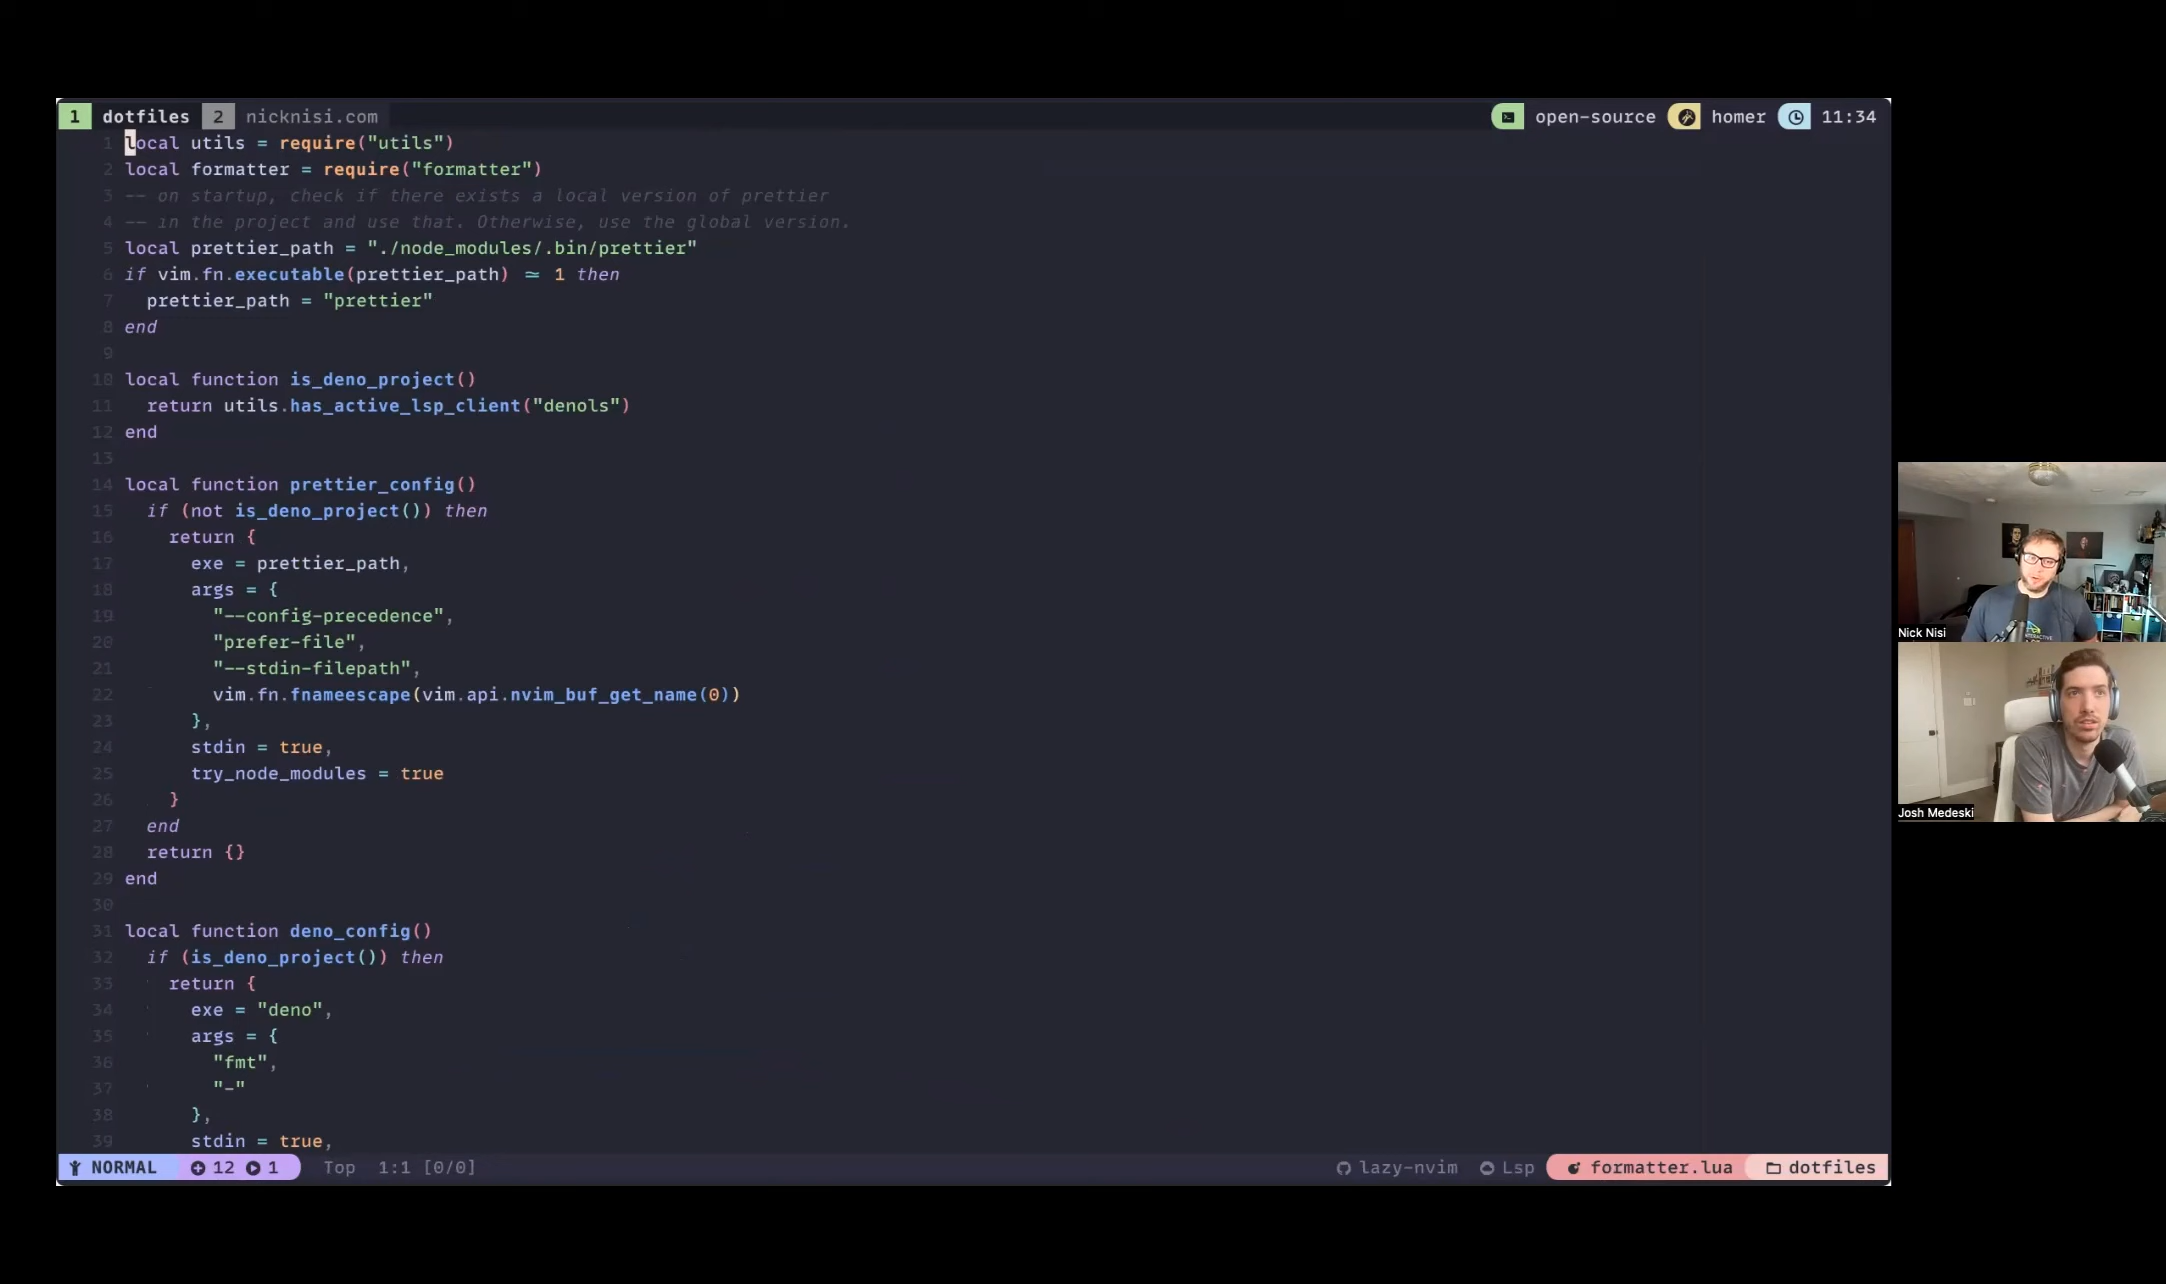 1 dotfiles 2 nicknisi.com open-source homer 11:34
1 local utils = require("utils")
2 local formatter = require("formatter")
3 -- on startup, check if there exists a local version of prettier
4 -- in the project and use that. Otherwise, use the global version.
5 local prettier_path = "./node_modules/.bin/prettier"
6 if vim.fn.executable(prettier_path) ~= 1 then
7 prettier_path = "prettier"
8 end
9
10 local function is_deno_project()
11 return utils.has_active_lsp_client("denols")
12 end
13
14 local function prettier_config()
15 if (not is_deno_project()) then
16 return {
17 exe = prettier_path,
18 args = {
19 "--config-precedence",
20 "prefer-file",
21 "--stdin-filepath",
22 vim.fn.fnameescape(vim.api.nvim_buf_get_name(0))
23 },
24 stdin = true,
25 try_node_modules = true
26 }
27 end
28 return {}
29 end
30
31 local function deno_config()
32 if (is_deno_project()) then
33 return {
34 exe = "deno",
35 args = {
36 "fmt",
37 "-"
38 },
39 stdin = true,
NORMAL 12 1 Top 1:1 [0/0] lazy-nvim Lsp formatter.lua dotfiles
Nick Nisi
Josh Medeski